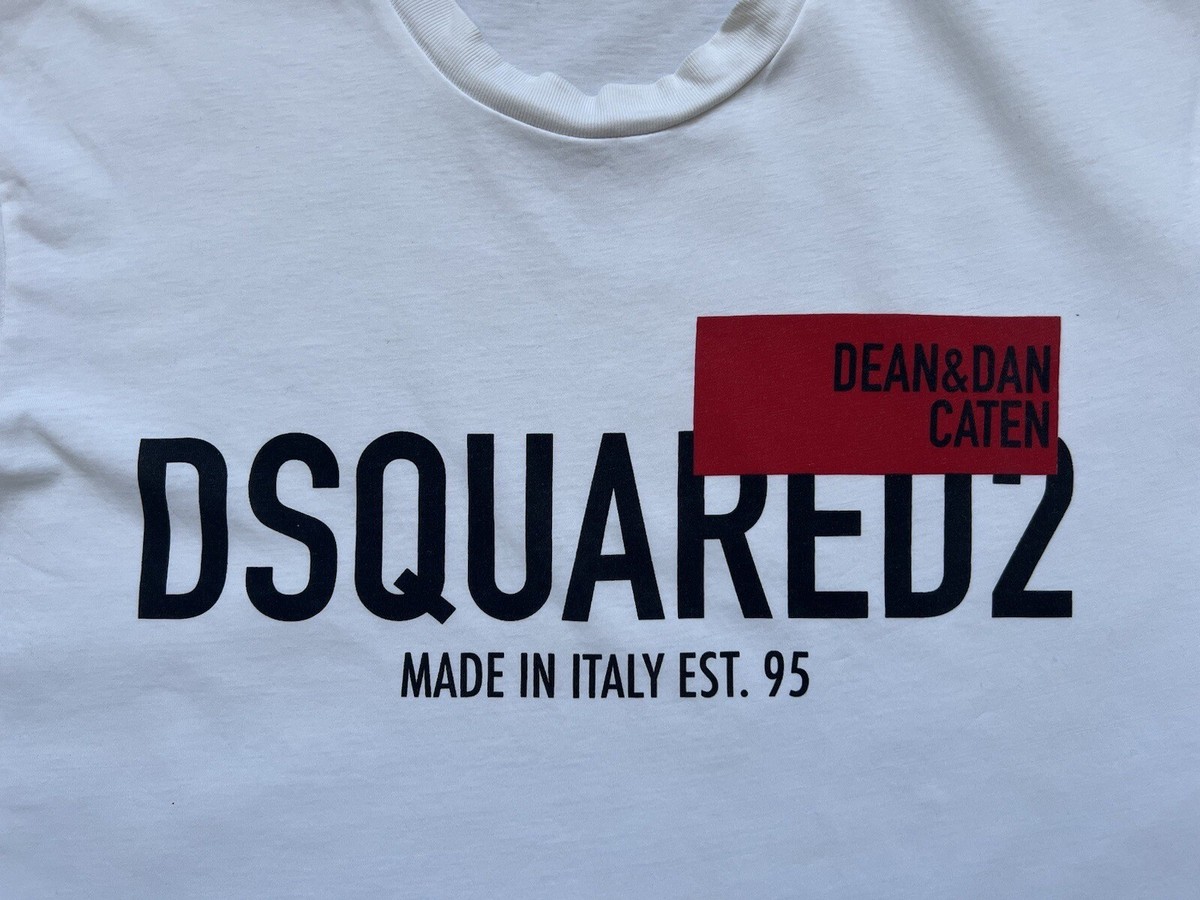 DEAN&DAN
CATEN
DSQUARED2
MADE IN ITALY EST. 95